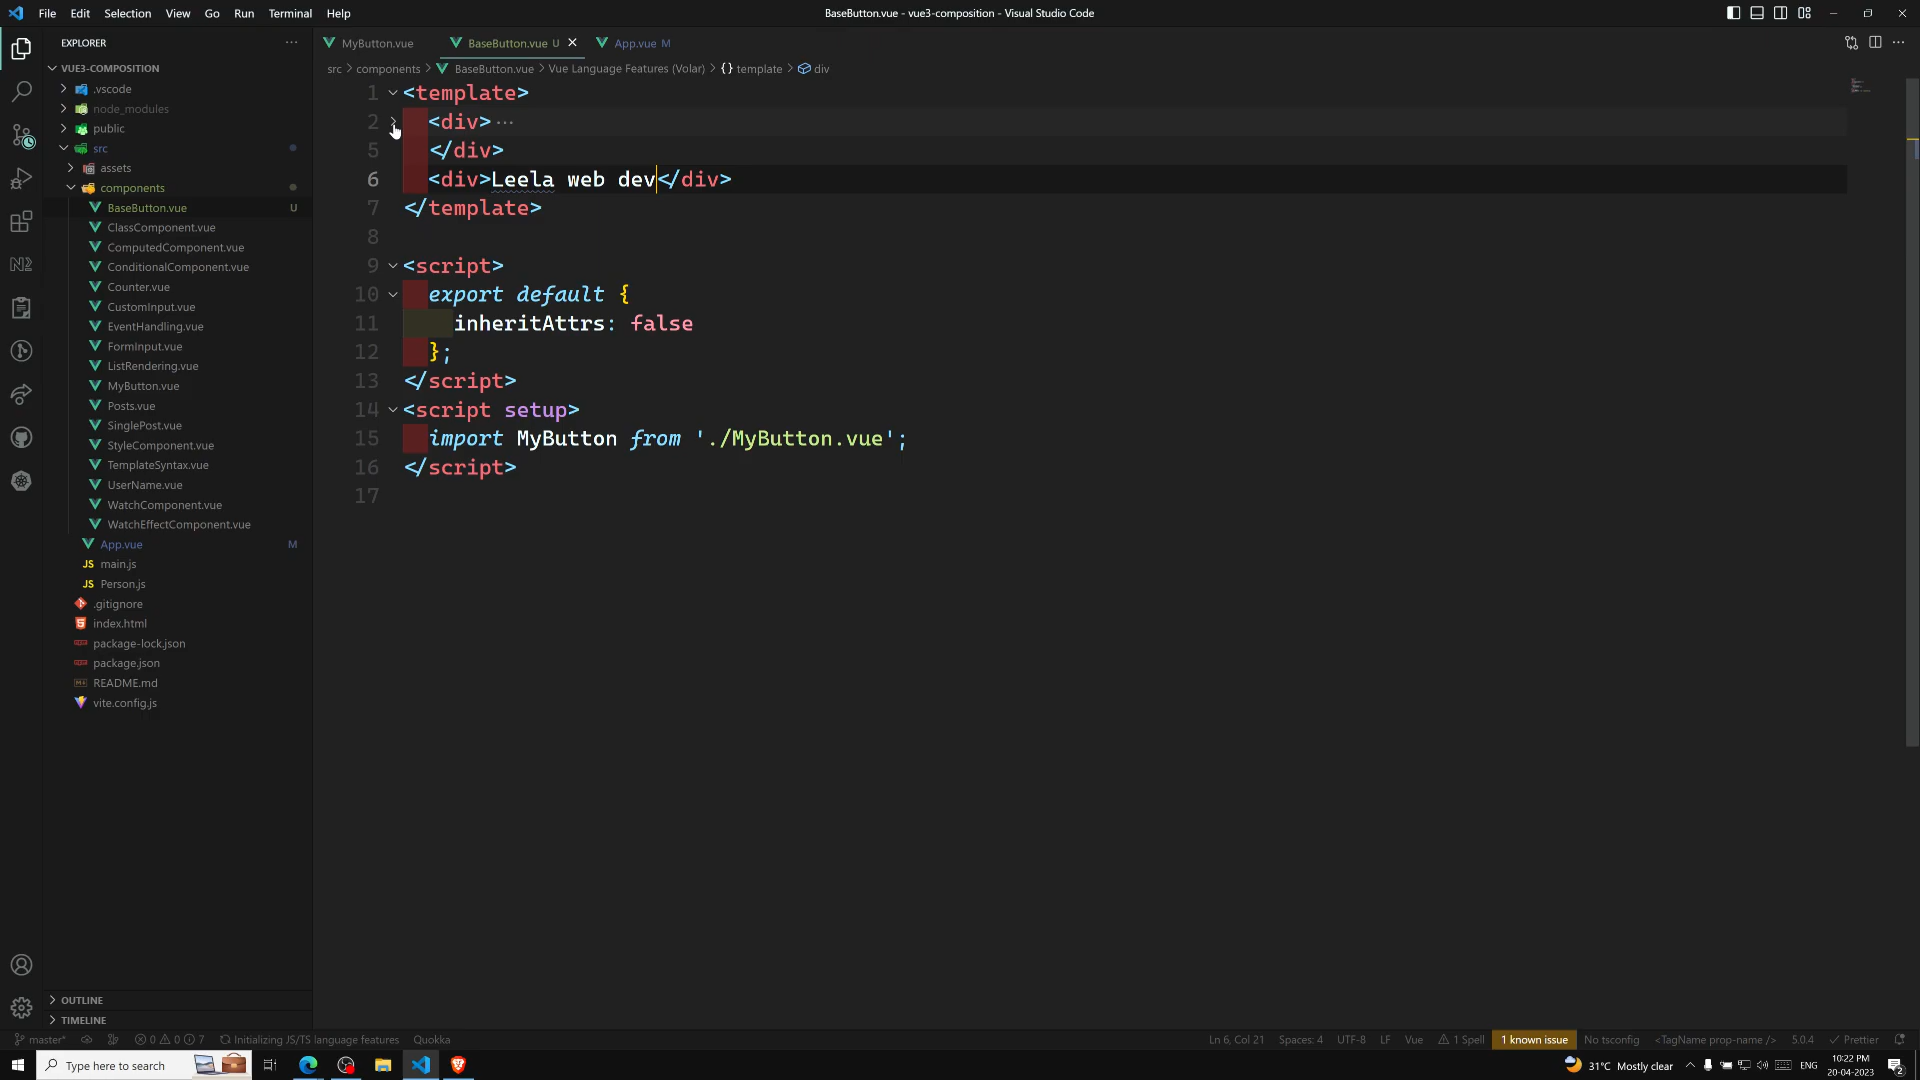 File Edit Selection View Go Run Terminal Help
BaseButton.vue - vue3-composition - Visual Studio Code
EXPLORER
VUE3-COMPOSITION
.vscode
node_modules
public
src
assets
components
BaseButton.vue U
ClassComponent.vue
ComputedComponent.vue
ConditionalComponent.vue
Counter.vue
CustomInput.vue
EventHandling.vue
FormInput.vue
ListRendering.vue
MyButton.vue
Posts.vue
SinglePost.vue
StyleComponent.vue
TemplateSyntax.vue
UserName.vue
WatchComponent.vue
WatchEffectComponent.vue
App.vue M
JS main.js
JS Person.js
.gitignore
index.html
package-lock.json
package.json
README.md
vite.config.js
OUTLINE
TIMELINE
MyButton.vue BaseButton.vue U App.vue M
src > components > BaseButton.vue > Vue Language Features (Volar) > {} template > div
1 <template>
2 <div> ...
5 </div>
6 <div>Leela web dev</div>
7 </template>
8
9 <script>
10 export default {
11 inheritAttrs: false
12 };
13 </script>
14 <script setup>
15 import MyButton from './MyButton.vue';
16 </script>
17
master* 0 0 7 Initializing JS/TS language features Quokka
Ln 6, Col 21 Spaces: 4 UTF-8 LF Vue 1 Spell 1 known issue No tsconfig <TagName prop-name /> 5.0.4 Prettier
Type here to search
31°C Mostly clear ENG 10:22 PM
20-04-2023 2